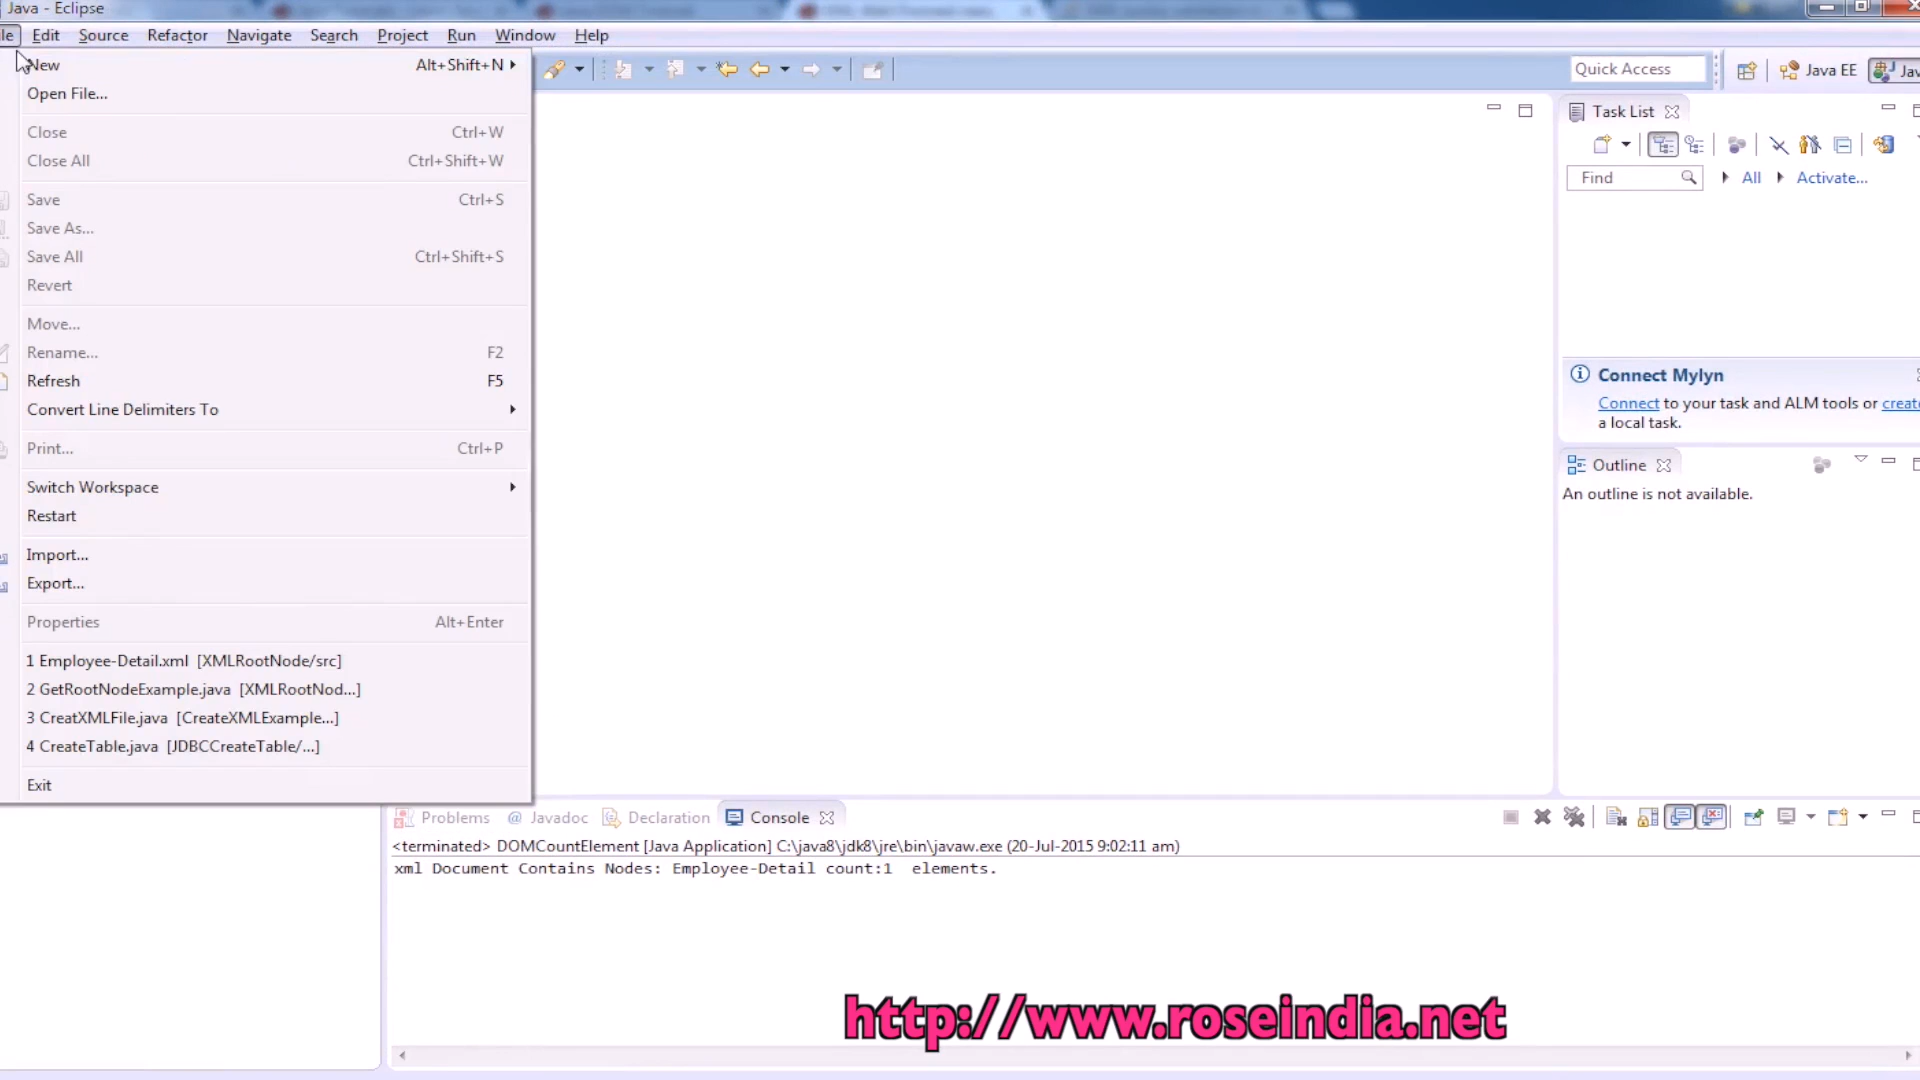 Java - Eclipse
le Edit Source Refactor Navigate Search Project Run Window Help
New Alt+Shift+N
Open File...
Close Ctrl+W
Close All Ctrl+Shift+W
Save Ctrl+S
Save As...
Save All Ctrl+Shift+S
Revert
Move...
Rename... F2
Refresh F5
Convert Line Delimiters To
Print... Ctrl+P
Switch Workspace
Restart
Import...
Export...
Properties Alt+Enter
1 Employee-Detail.xml [XMLRootNode/src]
2 GetRootNodeExample.java [XMLRootNod...]
3 CreatXMLFile.java [CreateXMLExample...]
4 CreateTable.java [JDBCCreateTable/...]
Exit
Quick Access Java EE Jav
Task List
Find All Activate...
Connect Mylyn
Connect to your task and ALM tools or create
a local task.
Outline
An outline is not available.
Problems @ Javadoc Declaration Console
<terminated> DOMCountElement [Java Application] C:\java8\jdk8\jre\bin\javaw.exe (20-Jul-2015 9:02:11 am)
xml Document Contains Nodes: Employee-Detail count:1 elements.
http://www.roseindia.net